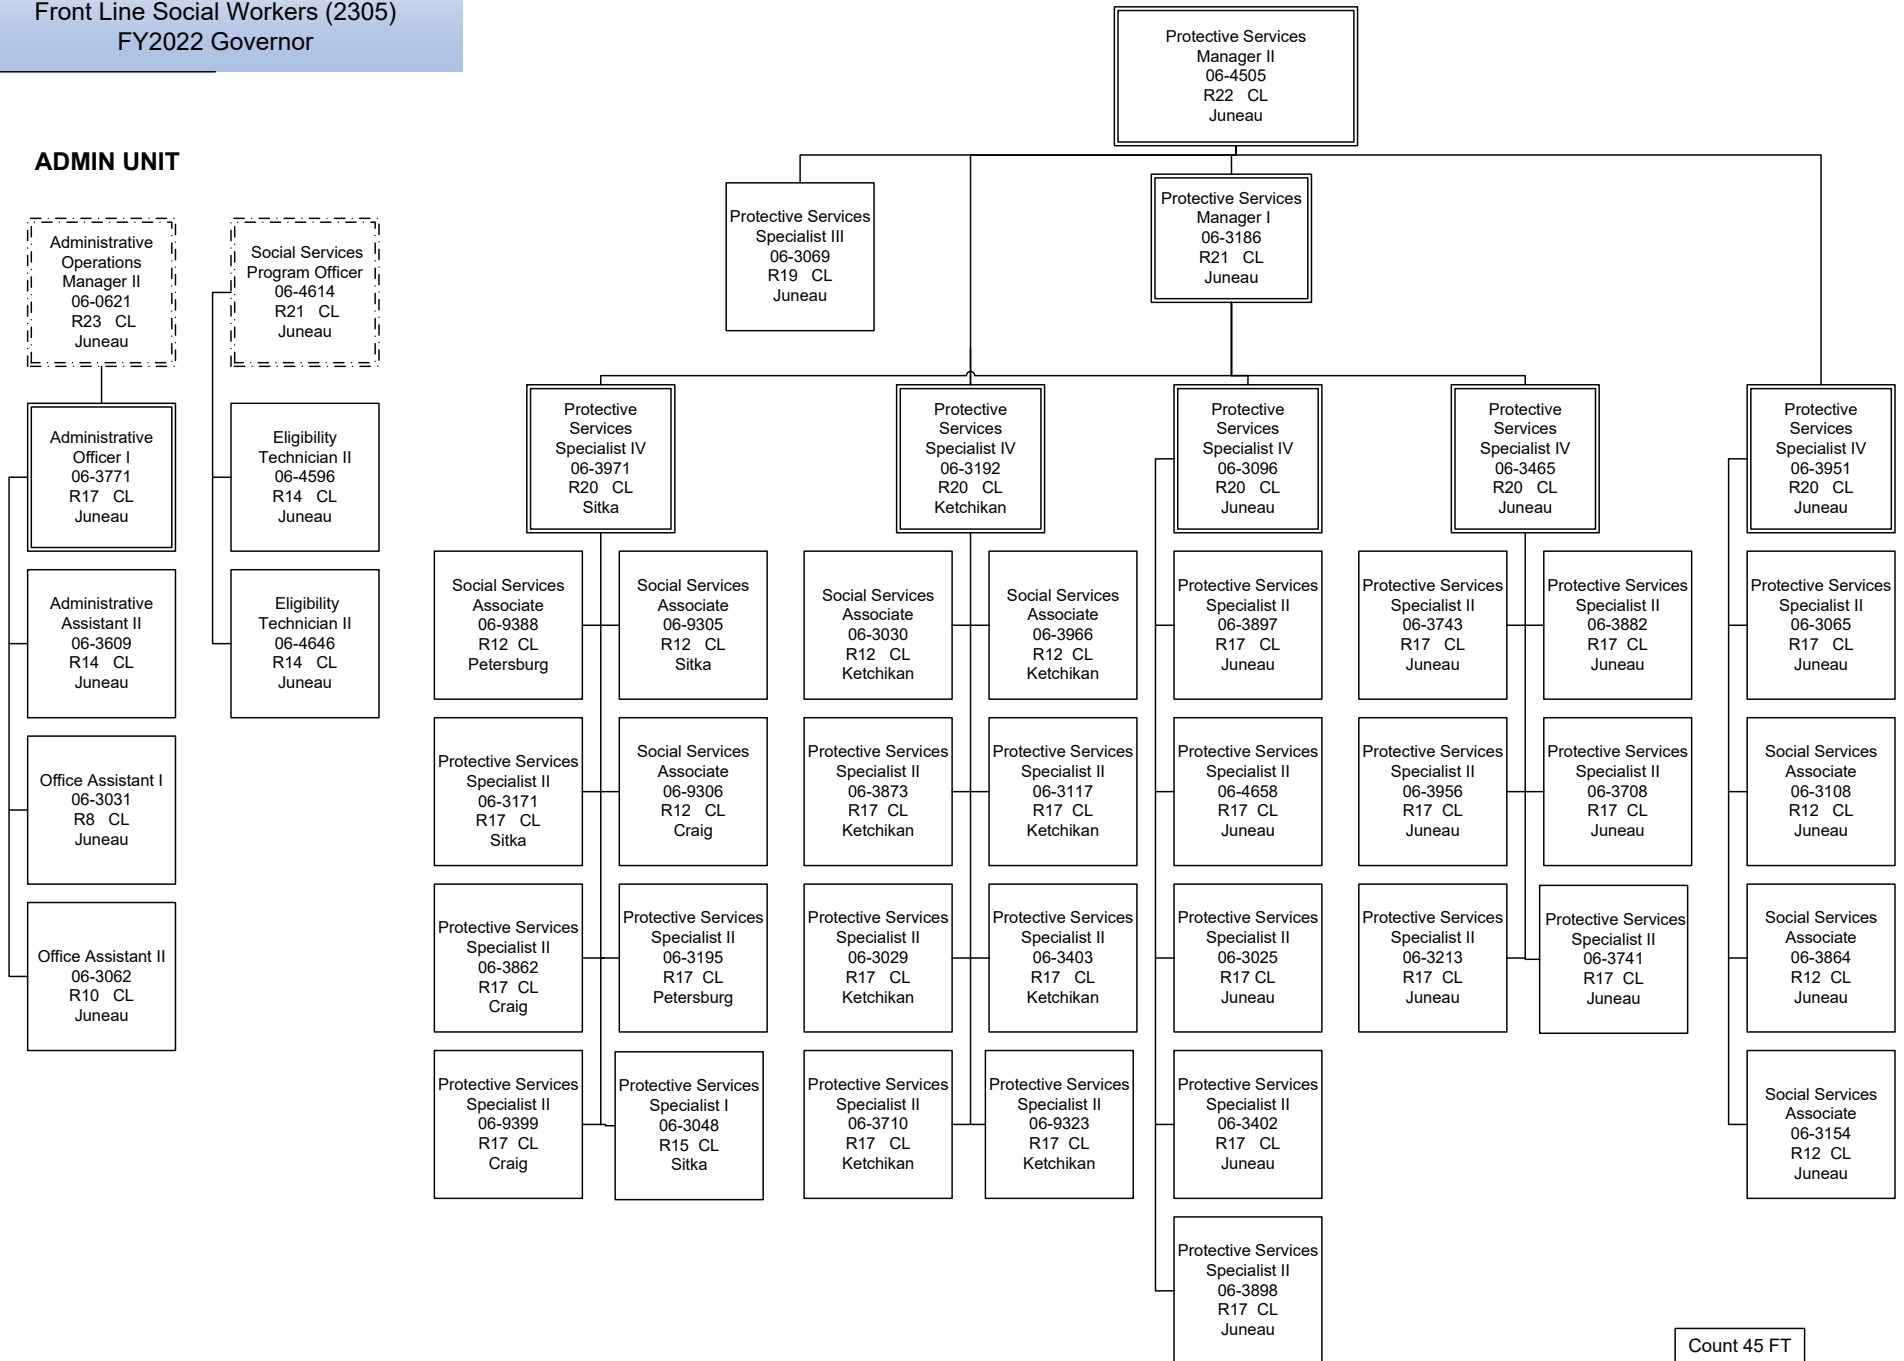 Front Line Social Workers (2305)
FY2022 Governor
ADMIN UNIT
Protective Services
Manager II
06-4505
R22 CL
Juneau
Protective Services
Specialist III
06-3069
R19 CL
Juneau
Protective Services
Manager I
06-3186
R21 CL
Juneau
Administrative
Operations
Manager II
06-0621
R23 CL
Juneau
Social Services
Program Officer
06-4614
R21 CL
Juneau
Administrative
Officer I
06-3771
R17 CL
Juneau
Eligibility
Technician II
06-4596
R14 CL
Juneau
Administrative
Assistant II
06-3609
R14 CL
Juneau
Eligibility
Technician II
06-4646
R14 CL
Juneau
Office Assistant I
06-3031
R8 CL
Juneau
Office Assistant II
06-3062
R10 CL
Juneau
Protective
Services
Specialist IV
06-3971
R20 CL
Sitka
Social Services
Associate
06-9388
R12 CL
Petersburg
Social Services
Associate
06-9305
R12 CL
Sitka
Protective Services
Specialist II
06-3171
R17 CL
Sitka
Social Services
Associate
06-9306
R12 CL
Craig
Protective Services
Specialist II
06-3862
R17 CL
Craig
Protective Services
Specialist II
06-3195
R17 CL
Petersburg
Protective Services
Specialist II
06-9399
R17 CL
Craig
Protective Services
Specialist I
06-3048
R15 CL
Sitka
Protective
Services
Specialist IV
06-3192
R20 CL
Ketchikan
Social Services
Associate
06-3030
R12 CL
Ketchikan
Social Services
Associate
06-3966
R12 CL
Ketchikan
Protective Services
Specialist II
06-3873
R17 CL
Ketchikan
Protective Services
Specialist II
06-3117
R17 CL
Ketchikan
Protective Services
Specialist II
06-3029
R17 CL
Ketchikan
Protective Services
Specialist II
06-3403
R17 CL
Ketchikan
Protective Services
Specialist II
06-3710
R17 CL
Ketchikan
Protective Services
Specialist II
06-9323
R17 CL
Ketchikan
Protective
Services
Specialist IV
06-3096
R20 CL
Juneau
Protective Services
Specialist II
06-3897
R17 CL
Juneau
Protective Services
Specialist II
06-4658
R17 CL
Juneau
Protective Services
Specialist II
06-3025
R17 CL
Juneau
Protective Services
Specialist II
06-3402
R17 CL
Juneau
Protective Services
Specialist II
06-3898
R17 CL
Juneau
Protective
Services
Specialist IV
06-3465
R20 CL
Juneau
Protective Services
Specialist II
06-3743
R17 CL
Juneau
Protective Services
Specialist II
06-3882
R17 CL
Juneau
Protective Services
Specialist II
06-3956
R17 CL
Juneau
Protective Services
Specialist II
06-3708
R17 CL
Juneau
Protective Services
Specialist II
06-3213
R17 CL
Juneau
Protective Services
Specialist II
06-3741
R17 CL
Juneau
Protective
Services
Specialist IV
06-3951
R20 CL
Juneau
Protective Services
Specialist II
06-3065
R17 CL
Juneau
Social Services
Associate
06-3108
R12 CL
Juneau
Social Services
Associate
06-3864
R12 CL
Juneau
Social Services
Associate
06-3154
R12 CL
Juneau
Count 45 FT